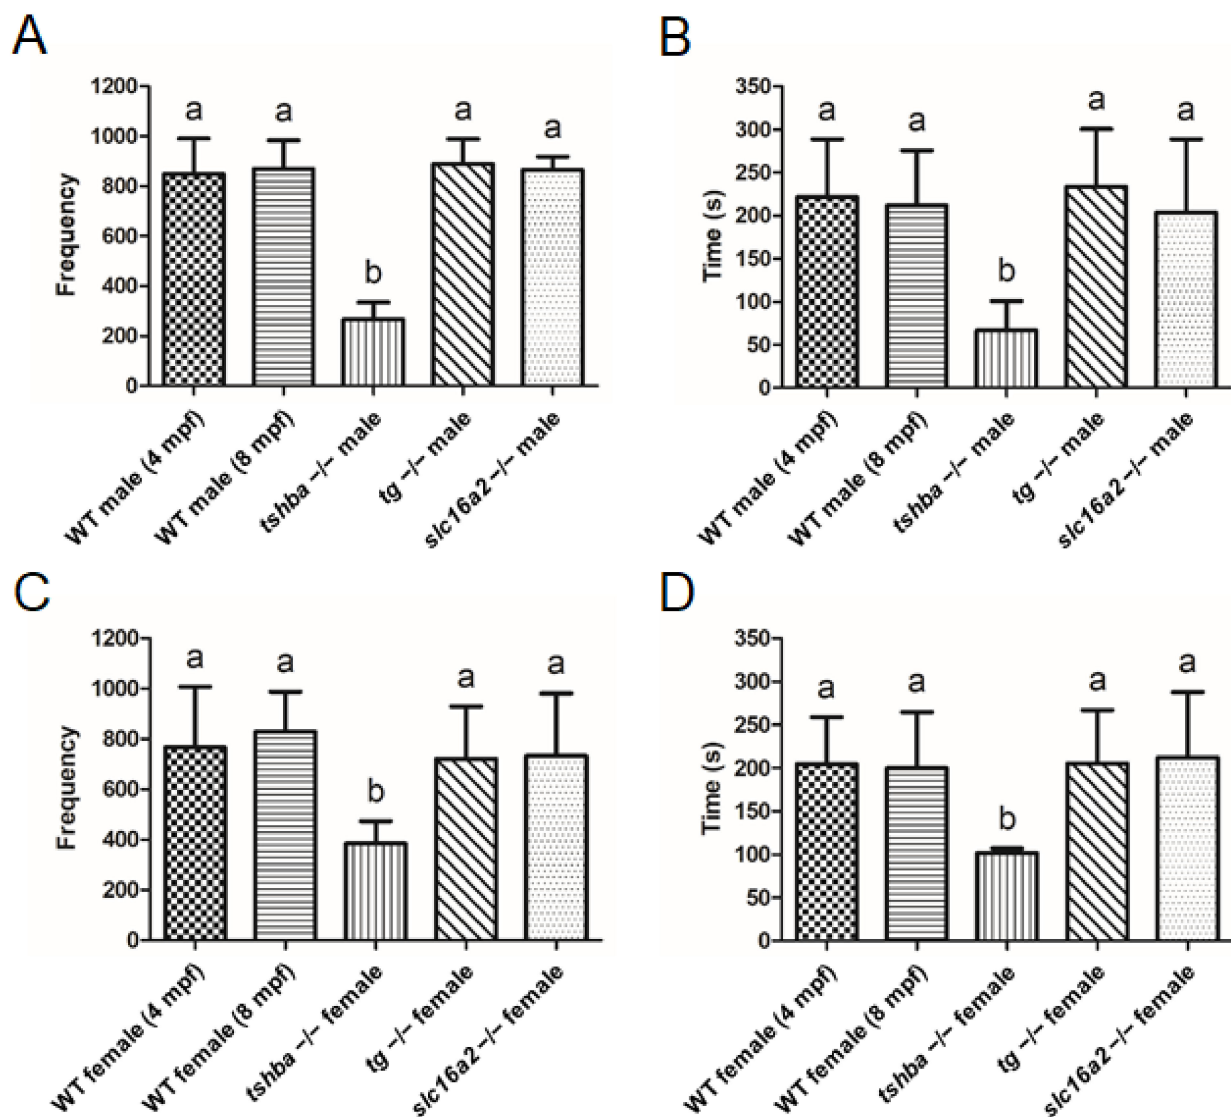 A
1200
1000
800
600
400
200
0
Frequency
a
a
b
a
a
WT male (4 mpf)
WT male (8 mpf)
tshba −/− male
tg −/− male
slc16a2 −/− male
B
350
300
250
200
150
100
50
0
Time (s)
a
a
b
a
a
WT male (4 mpf)
WT male (8 mpf)
tshba −/− male
tg −/− male
slc16a2 −/− male
C
1200
1000
800
600
400
200
0
Frequency
a
a
b
a
a
WT female (4 mpf)
WT female (8 mpf)
tshba −/− female
tg −/− female
slc16a2 −/− female
D
350
300
250
200
150
100
50
0
Time (s)
a
a
b
a
a
WT female (4 mpf)
WT female (8 mpf)
tshba −/− female
tg −/− female
slc16a2 −/− female